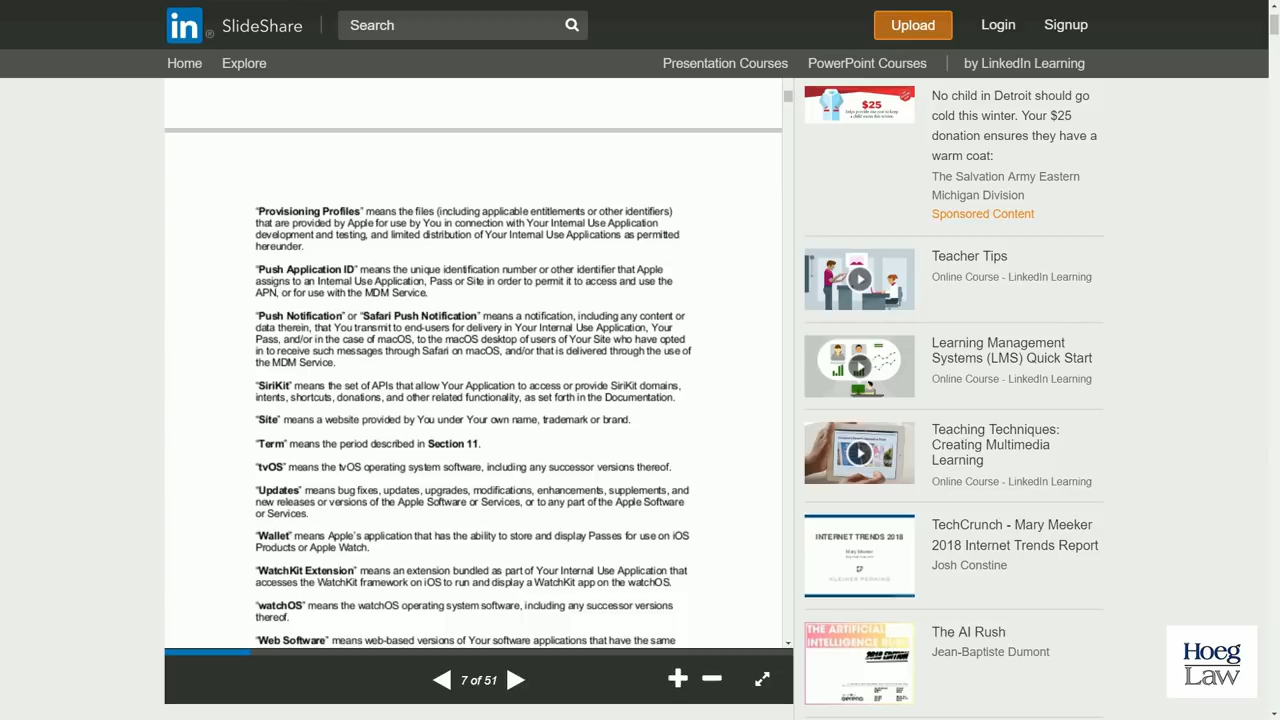 in ® SlideShare
Search
Upload
Login
Signup
Home
Explore
Presentation Courses
PowerPoint Courses
by LinkedIn Learning
“Provisioning Profiles” means the files (including applicable entitlements or other identifiers)
that are provided by Apple for use by You in connection with Your Internal Use Application
development and testing, and limited distribution of Your Internal Use Applications as permitted
hereunder.
“Push Application ID” means the unique identification number or other identifier that Apple
assigns to an Internal Use Application, Pass or Site in order to permit it to access and use the
APN, or for use with the MDM Service.
“Push Notification” or “Safari Push Notification” means a notification, including any content or
data therein, that You transmit to end-users for delivery in Your Internal Use Application, Your
Pass, and/or in the case of macOS, to the macOS desktop of users of Your Site who have opted
in to receive such messages through Safari on macOS, and/or that is delivered through the use of
the MDM Service.
“SiriKit” means the set of APIs that allow Your Application to access or provide SiriKit domains,
intents, shortcuts, donations, and other related functionality, as set forth in the Documentation.
“Site” means a website provided by You under Your own name, trademark or brand.
“Term” means the period described in Section 11.
“tvOS” means the tvOS operating system software, including any successor versions thereof.
“Updates” means bug fixes, updates, upgrades, modifications, enhancements, supplements, and
new releases or versions of the Apple Software or Services, or to any part of the Apple Software
or Services.
“Wallet” means Apple’s application that has the ability to store and display Passes for use on iOS
Products or Apple Watch.
“WatchKit Extension” means an extension bundled as part of Your Internal Use Application that
accesses the WatchKit framework on iOS to run and display a WatchKit app on the watchOS.
“watchOS” means the watchOS operating system software, including any successor versions
thereof.
“Web Software” means web-based versions of Your software applications that have the same
7 of 51
$25
No child in Detroit should go
cold this winter. Your $25
donation ensures they have a
warm coat:
The Salvation Army Eastern
Michigan Division
Sponsored Content
Teacher Tips
Online Course - LinkedIn Learning
Learning Management
Systems (LMS) Quick Start
Online Course - LinkedIn Learning
Teaching Techniques:
Creating Multimedia
Learning
Online Course - LinkedIn Learning
INTERNET TRENDS 2018
Mary Meeker
KLEINER PERKINS
TechCrunch - Mary Meeker
2018 Internet Trends Report
Josh Constine
THE ARTIFICIAL
INTELLIGENCE RUSH
2018 EDITION
The AI Rush
Jean-Baptiste Dumont
Hoeg
Law